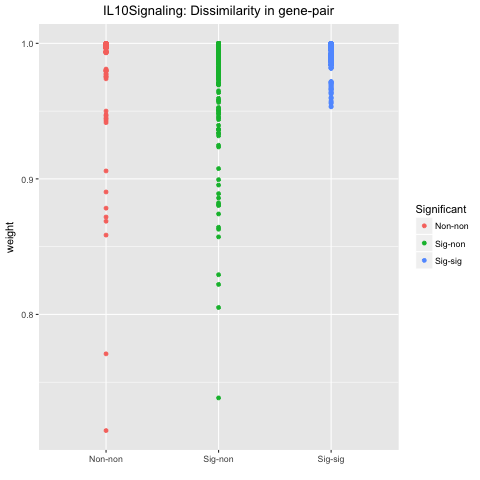 IL10Signaling: Dissimilarity in gene-pair
1.0
0.9
0.8
weight
Non-non
Sig-non
Sig-sig
Significant
Non-non
Sig-non
Sig-sig